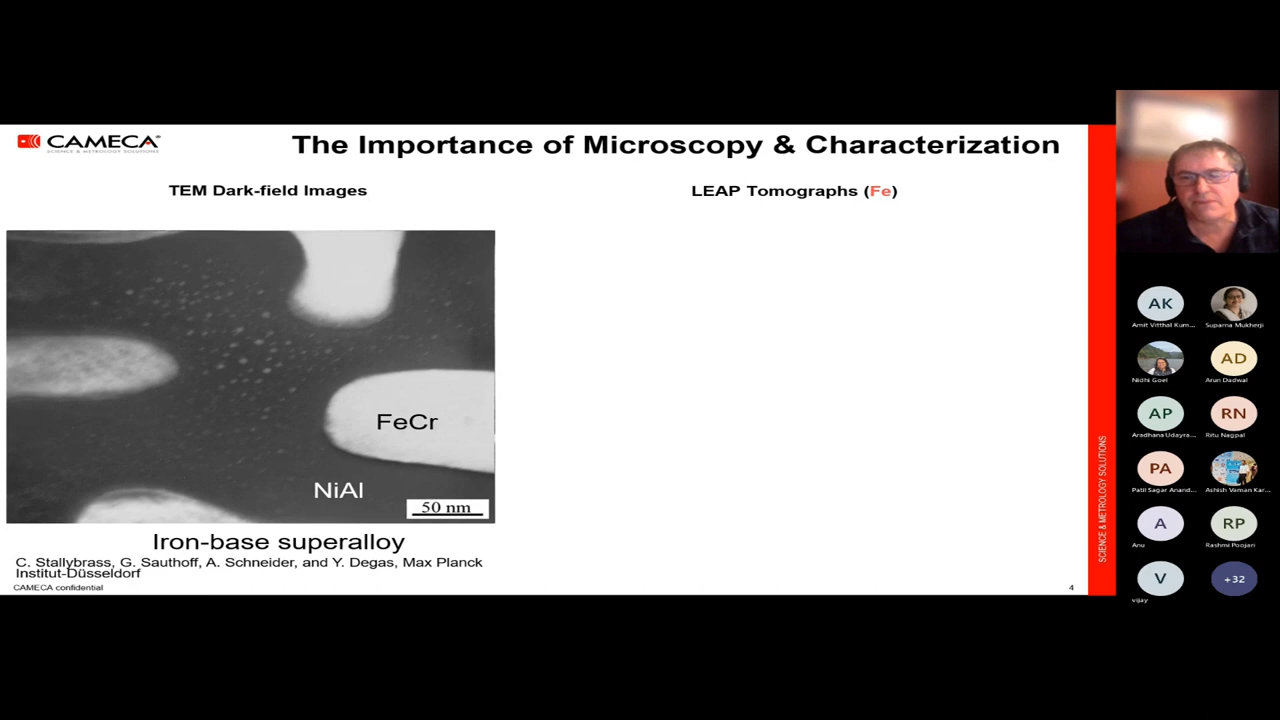 CAMECA®
SCIENCE & METROLOGY SOLUTIONS
The Importance of Microscopy & Characterization
TEM Dark-field Images
LEAP Tomographs (Fe)
FeCr
NiAl
50 nm
Iron-base superalloy
C. Stallybrass, G. Sauthoff, A. Schneider, and Y. Degas, Max Planck
Institut-Düsseldorf
CAMECA confidential
4
SCIENCE & METROLOGY SOLUTIONS
AK
Amit Vitthal Kum...
Suparna Mukherji
Nidhi Goel
AD
Arun Dadwal
AP
Aradhana Udayra...
RN
Ritu Nagpal
PA
Patil Sagar Anand...
Ashish Vaman Kar...
A
Anu
RP
Rashmi Poojari
V
vijay
+32